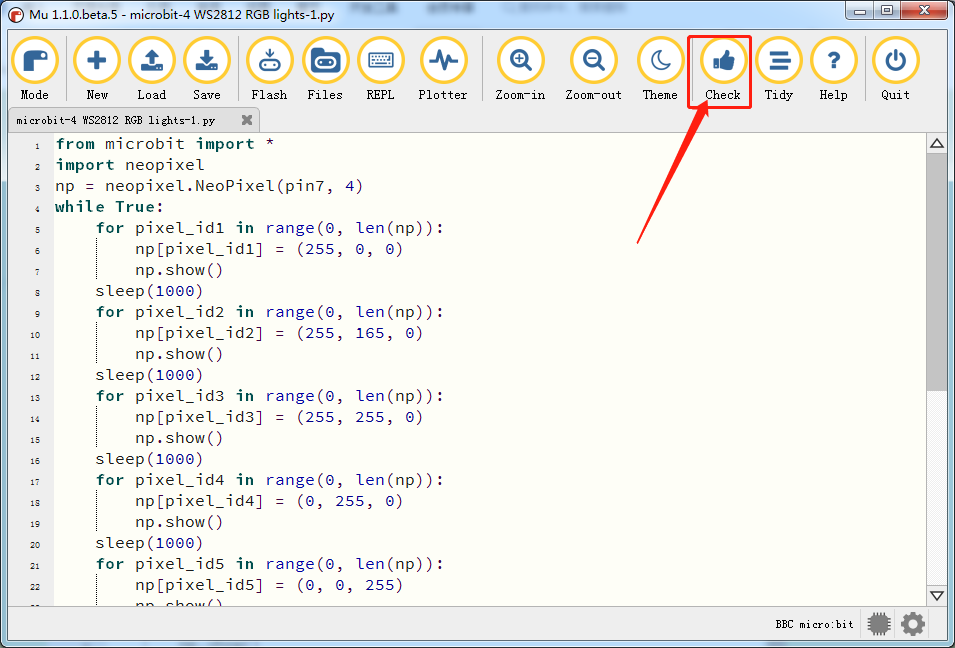 Mu 1.1.0.beta.5 - microbit-4 WS2812 RGB lights-1.py
Mode New Load Save Flash Files REPL Plotter Zoom-in Zoom-out Theme Check Tidy Help Quit
microbit-4 WS2812 RGB lights-1.py
1 from microbit import *
2 import neopixel
3 np = neopixel.NeoPixel(pin7, 4)
4 while True:
5 for pixel_id1 in range(0, len(np)):
6 np[pixel_id1] = (255, 0, 0)
7 np.show()
8 sleep(1000)
9 for pixel_id2 in range(0, len(np)):
10 np[pixel_id2] = (255, 165, 0)
11 np.show()
12 sleep(1000)
13 for pixel_id3 in range(0, len(np)):
14 np[pixel_id3] = (255, 255, 0)
15 np.show()
16 sleep(1000)
17 for pixel_id4 in range(0, len(np)):
18 np[pixel_id4] = (0, 255, 0)
19 np.show()
20 sleep(1000)
21 for pixel_id5 in range(0, len(np)):
22 np[pixel_id5] = (0, 0, 255)
np.show()
BBC micro:bit